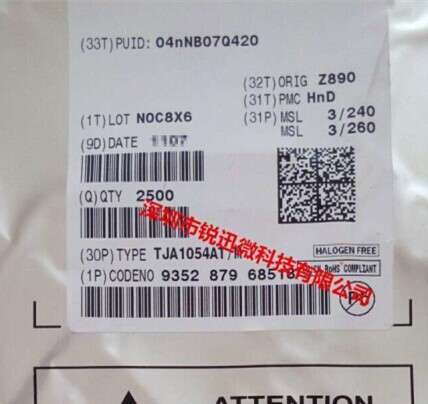 (33T) PUID: 04nNB07Q420
(32T) ORIG Z890
(31T) PMC HnD
(1T) LOT N0C8X6
(31P) MSL 3/240
MSL 3/260
(9D) DATE 1107
(Q) QTY 2500
深圳市锐迅微科技有限公司
(30P) TYPE TJA1054AT/M
HALOGEN FREE
RoHS COMPLIANT
(1P) CODENO 9352 879 685
ATTENTION